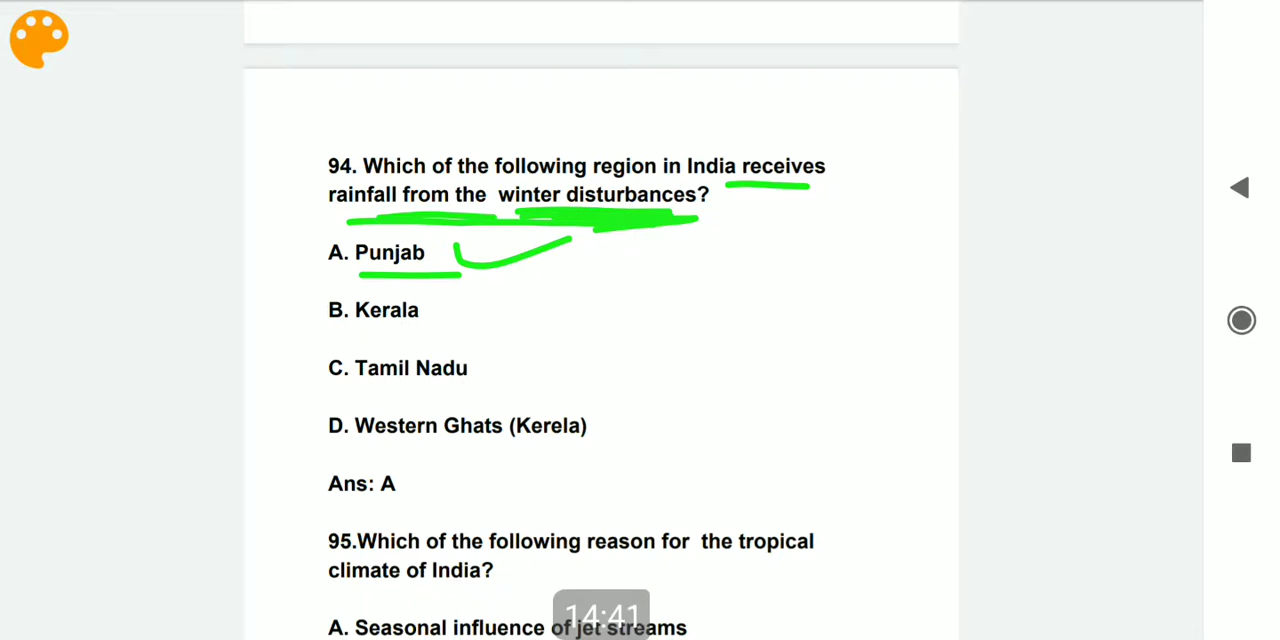 94. Which of the following region in India receives
rainfall from the winter disturbances?
A. Punjab
B. Kerala
C. Tamil Nadu
D. Western Ghats (Kerela)
Ans: A
95.Which of the following reason for the tropical
climate of India?
A. Seasonal influence of jet streams
14:41